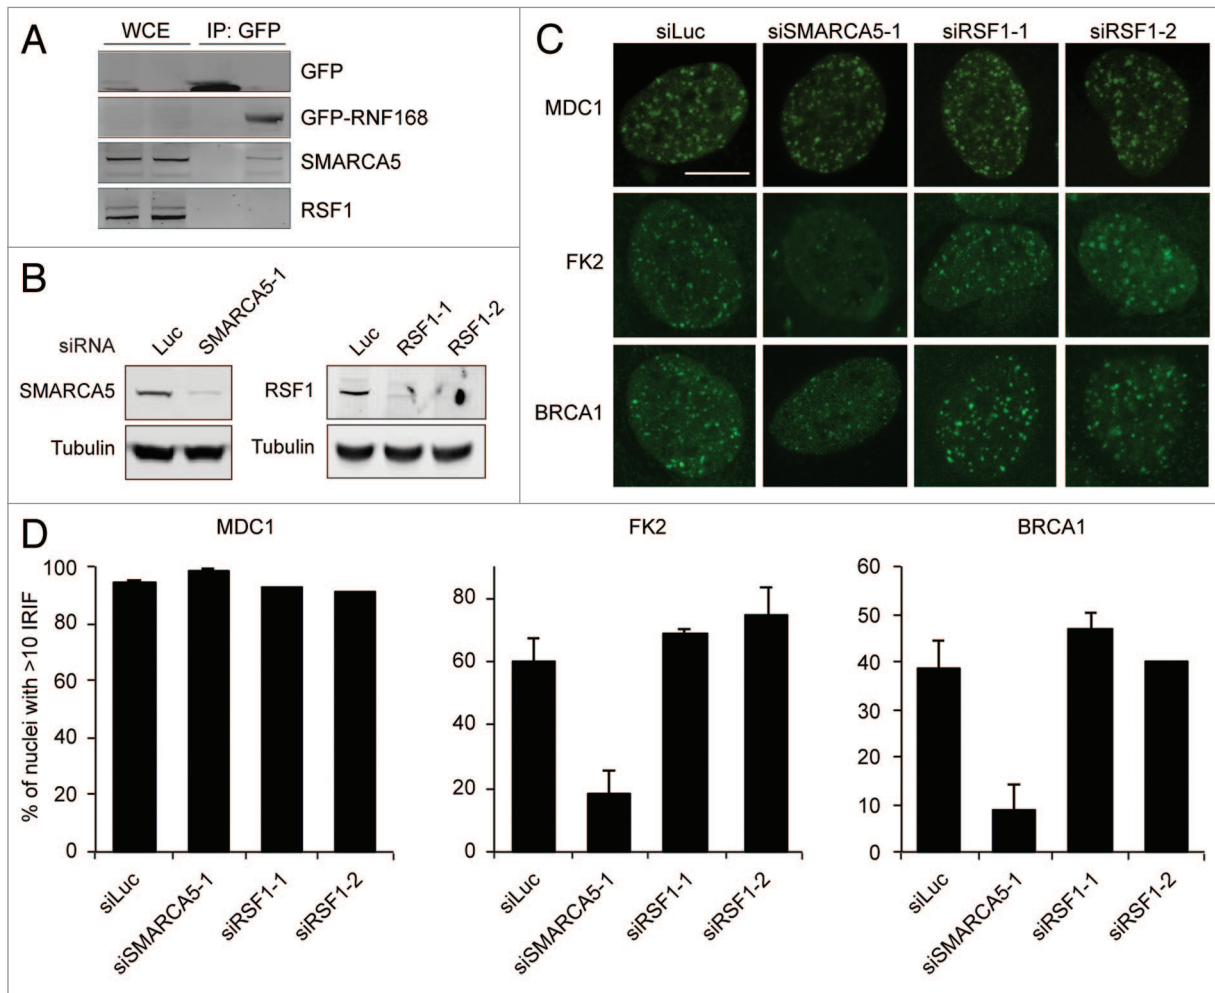 A
WCE IP: GFP
GFP
GFP-RNF168
SMARCA5
RSF1
B
siRNA Luc SMARCA5-1
SMARCA5
Tubulin
Luc RSF1-1 RSF1-2
RSF1
Tubulin
C
siLuc siSMARCA5-1 siRSF1-1 siRSF1-2
MDC1
FK2
BRCA1
D
% of nuclei with >10 IRIF
MDC1
100
80
60
40
20
0
siLuc siSMARCA5-1 siRSF1-1 siRSF1-2
FK2
80
60
40
20
0
siLuc siSMARCA5-1 siRSF1-1 siRSF1-2
BRCA1
60
50
40
30
20
10
0
siLuc siSMARCA5-1 siRSF1-1 siRSF1-2